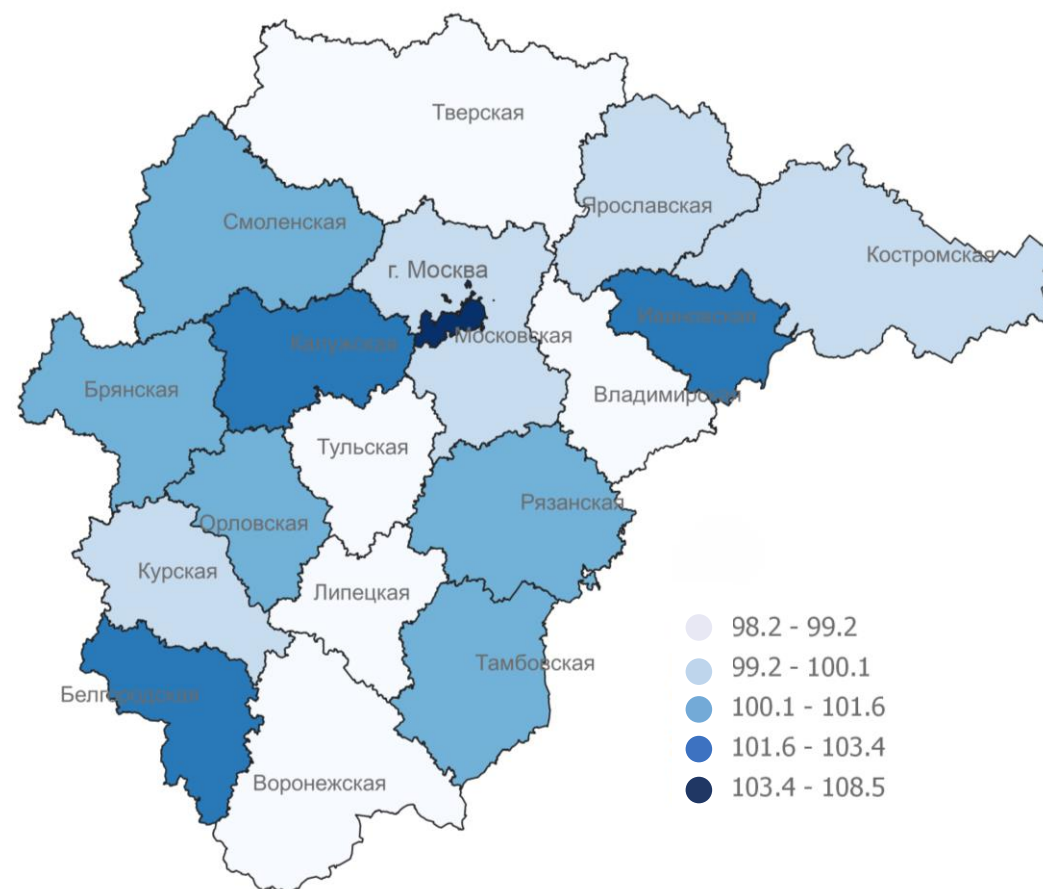 Тверская
Ярославская
Смоленская
Костромская
г. Москва
Ивановская
Московская
Калужская
Брянская
Владимирская
Тульская
Рязанская
Орловская
Курская
Липецкая
Тамбовская
Белгородская
Воронежская
98.2 - 99.2
99.2 - 100.1
100.1 - 101.6
101.6 - 103.4
103.4 - 108.5